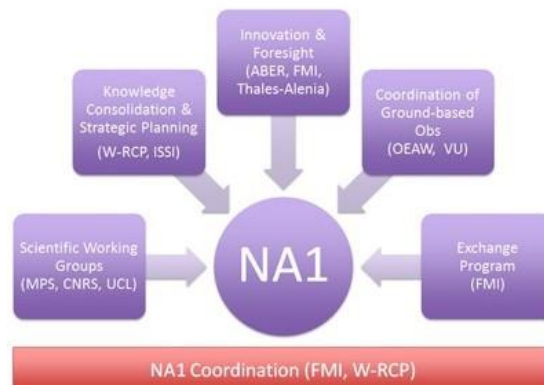 Innovation &
Foresight
(ABER, FMI,
Thales-Alenia)
Knowledge
Consolidation &
Strategic Planning
(W-RCP, ISSI)
Coordination of
Ground-based
Obs
(OEAW, VU)
Scientific Working
Groups
(MPS, CNRS, UCL)
NA1
Exchange
Program
(FMI)
NA1 Coordination (FMI, W-RCP)